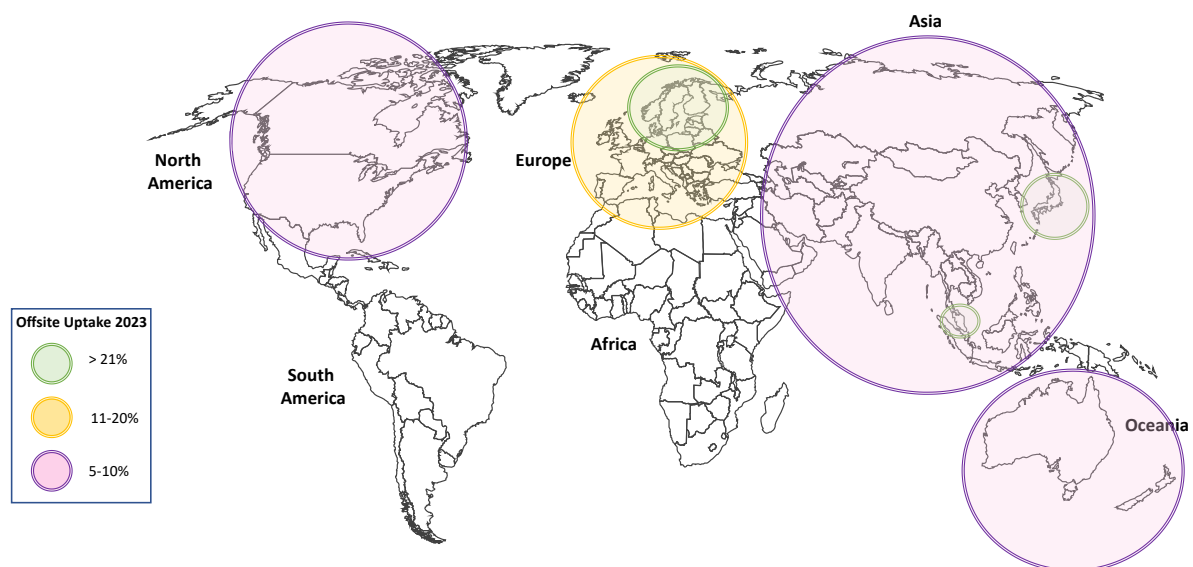 Asia
North
America
Europe
Offsite Uptake 2023
> 21%
11-20%
5-10%
Africa
South
America
Oceania